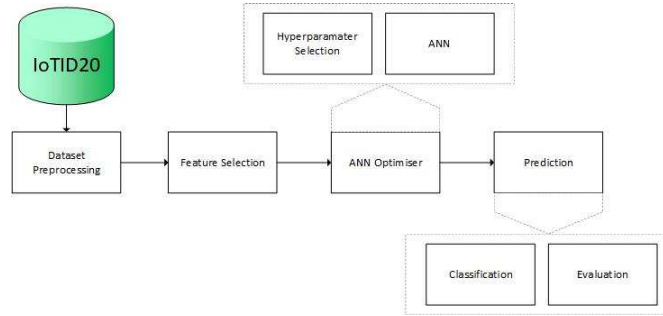 Hyperparamater
Selection
ANN
IoTID20
Dataset
Preprocessing
Feature Selection
ANN Optimiser
Prediction
Classification
Evaluation